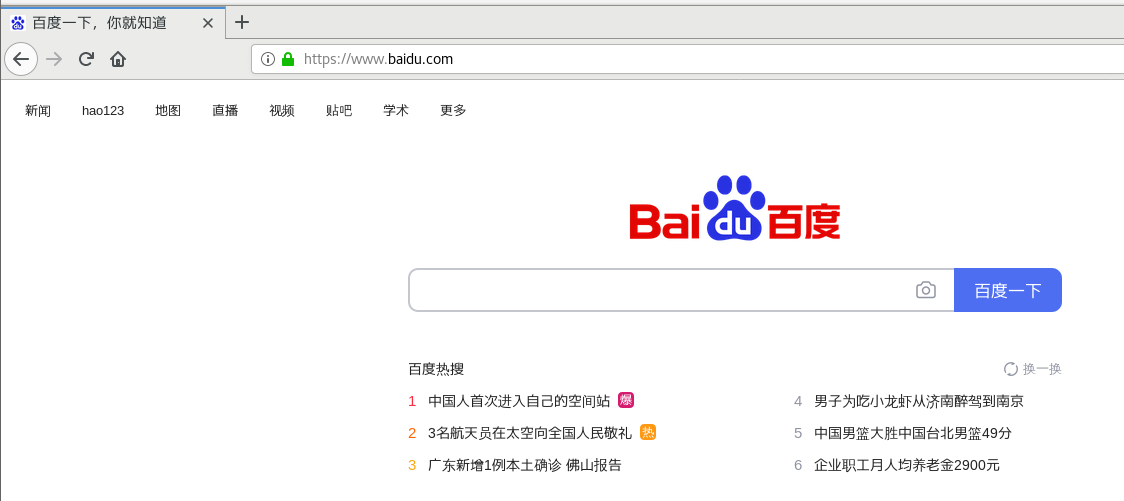 百度一下，你就知道
https://www.baidu.com
新闻 hao123 地图 直播 视频 贴吧 学术 更多
Bai du 百度
百度一下
百度热搜 换一换
1 中国人首次进入自己的空间站 爆
4 男子为吃小龙虾从济南醉驾到南京
2 3名航天员在太空向全国人民敬礼 热
5 中国男篮大胜中国台北男篮49分
3 广东新增1例本土确诊 佛山报告
6 企业职工月人均养老金2900元